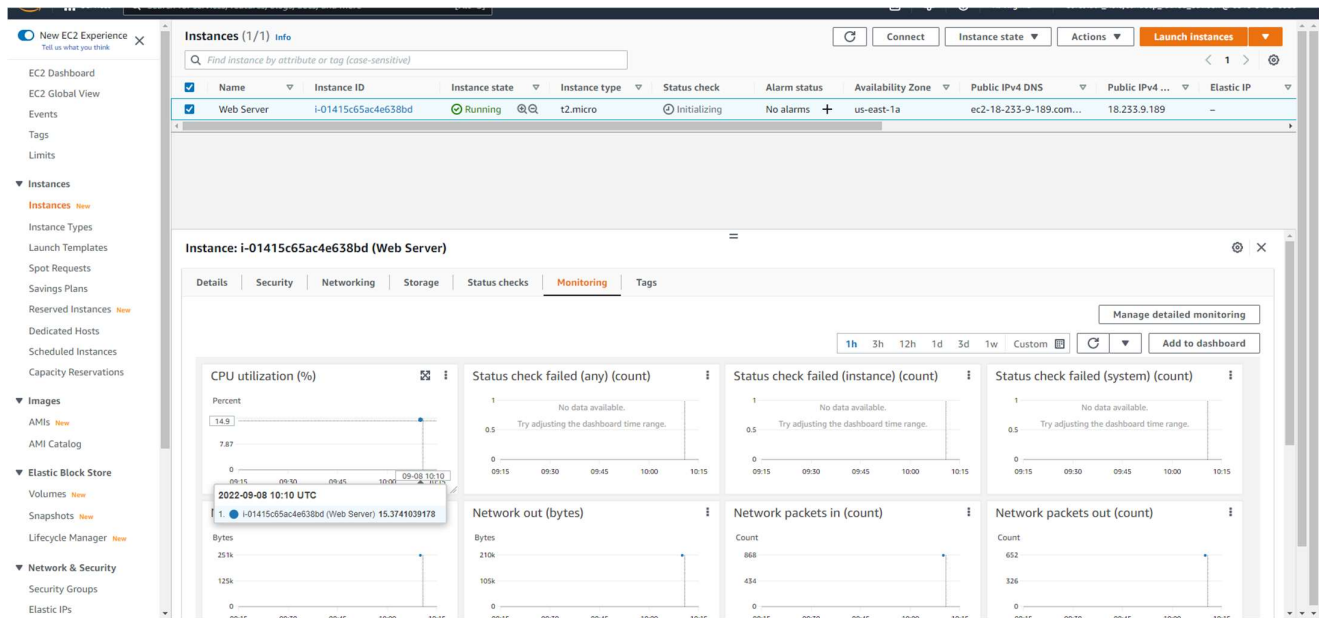 New EC2 Experience
Tell us what you think
EC2 Dashboard
EC2 Global View
Events
Tags
Limits
Instances
Instances New
Instance Types
Launch Templates
Spot Requests
Savings Plans
Reserved Instances New
Dedicated Hosts
Scheduled Instances
Capacity Reservations
Images
AMIs New
AMI Catalog
Elastic Block Store
Volumes New
Snapshots New
Lifecycle Manager New
Network & Security
Security Groups
Elastic IPs
Instances (1/1) Info
Connect
Instance state
Actions
Launch instances
Find instance by attribute or tag (case-sensitive)
1
Name Instance ID Instance state Instance type Status check Alarm status Availability Zone Public IPv4 DNS Public IPv4 ... Elastic IP
Web Server i-01415c65ac4e638bd Running t2.micro Initializing No alarms + us-east-1a ec2-18-233-9-189.com... 18.233.9.189 –
Instance: i-01415c65ac4e638bd (Web Server)
Details Security Networking Storage Status checks Monitoring Tags
Manage detailed monitoring
1h 3h 12h 1d 3d 1w Custom
Add to dashboard
CPU utilization (%)
Percent
14.9
7.87
0
09:15 09:30 09:45 10:00 10:15
09-08 10:10
2022-09-08 10:10 UTC
1. i-01415c65ac4e638bd (Web Server) 15.3741039178
Status check failed (any) (count)
1
No data available.
Try adjusting the dashboard time range.
0.5
0
09:15 09:30 09:45 10:00 10:15
Status check failed (instance) (count)
1
No data available.
Try adjusting the dashboard time range.
0.5
0
09:15 09:30 09:45 10:00 10:15
Status check failed (system) (count)
1
No data available.
Try adjusting the dashboard time range.
0.5
0
09:15 09:30 09:45 10:00 10:15
Bytes
251k
125k
0
Network out (bytes)
Bytes
210k
105k
0
Network packets in (count)
Count
868
434
0
Network packets out (count)
Count
652
326
0